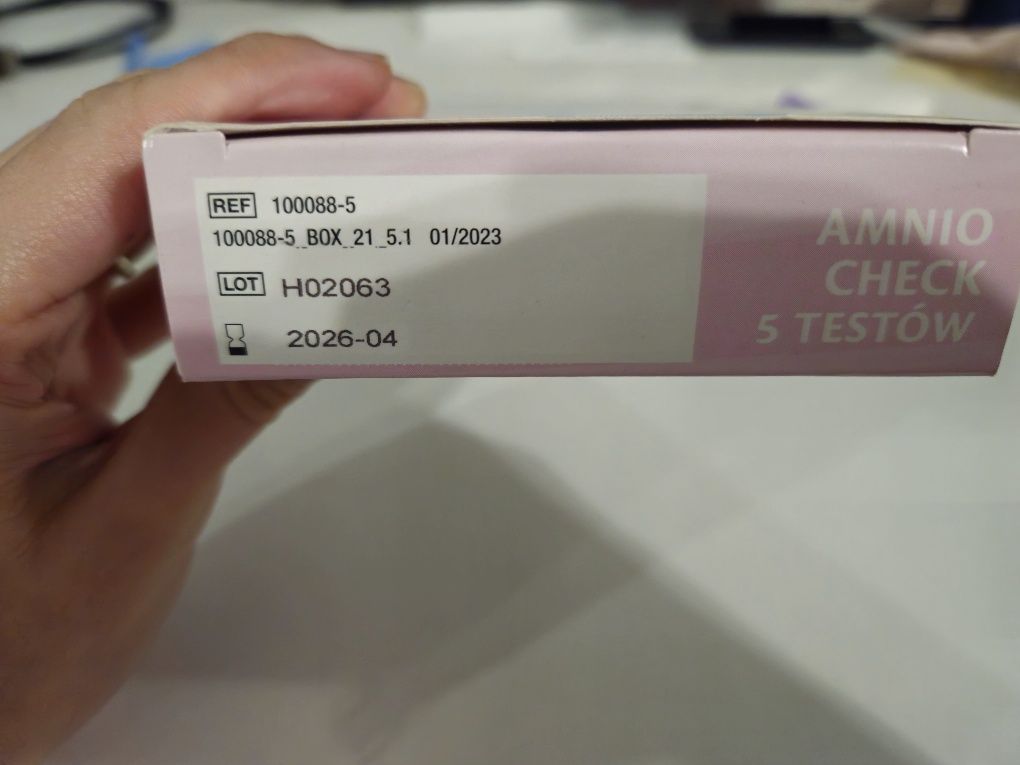 REF 100088-5
100088-5_BOX_21_5.1 01/2023
LOT H02063
2026-04
AMNIO
CHECK
5 TESTÓW